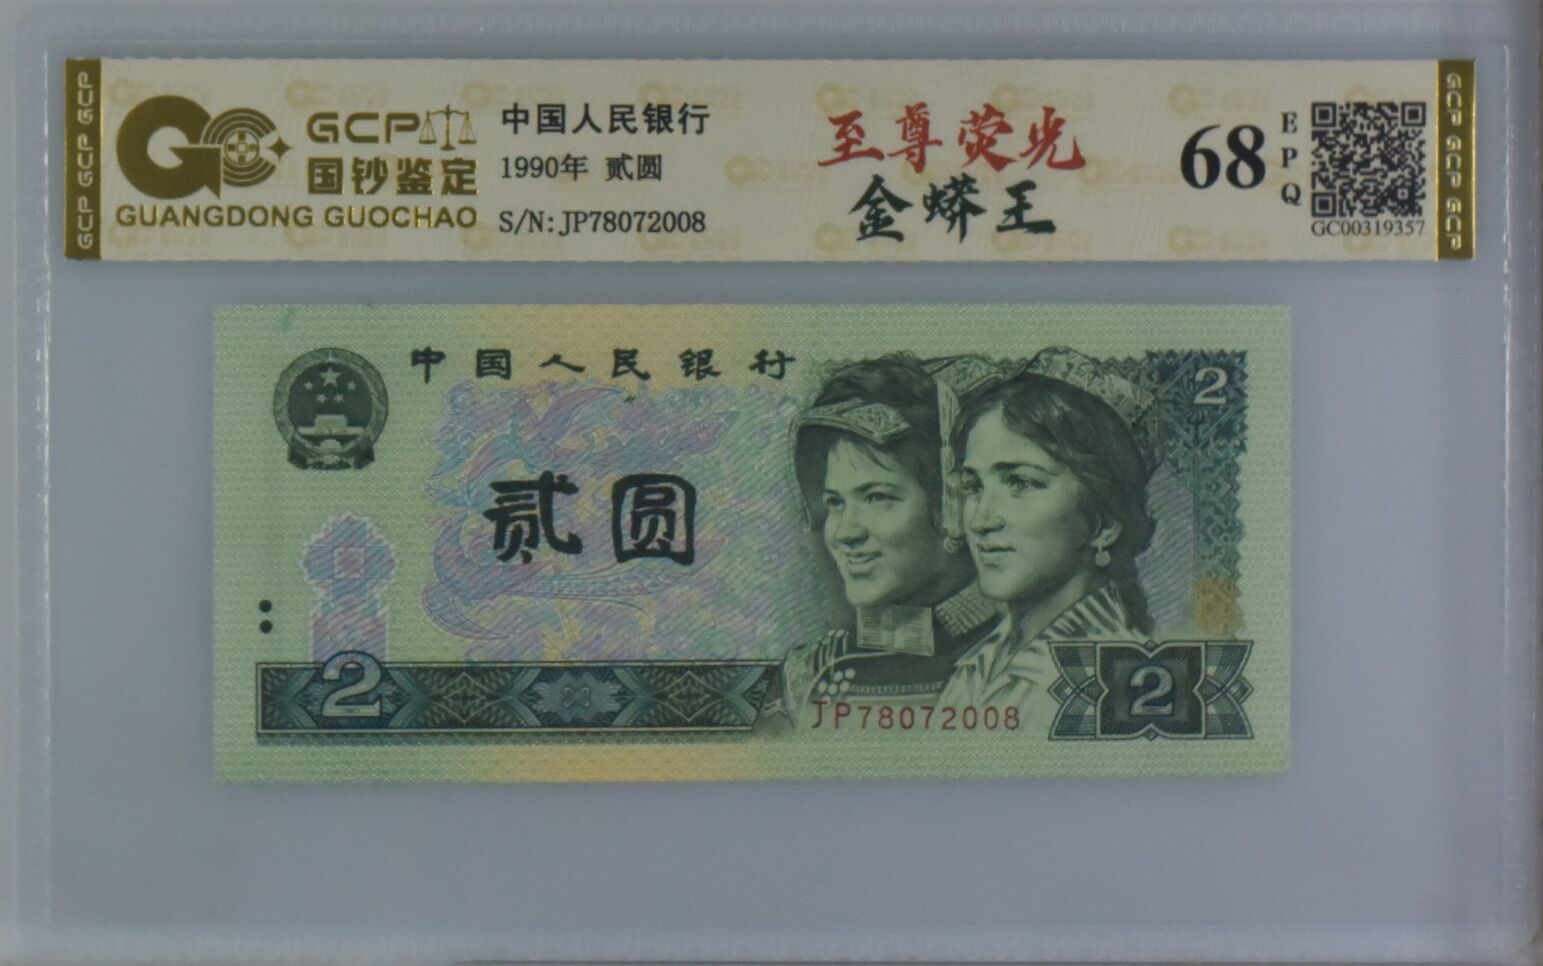 GCP GCP GCP
GCP
国钞鉴定
GUANGDONG GUOCHAO
中国人民银行
1990年 贰圆
S/N: JP78072008
至尊荧光
金蟒王
68
EPQ
GC00319357
GCP GCP GCP
中国人民银行
2
贰圆
2
JP78072008
2